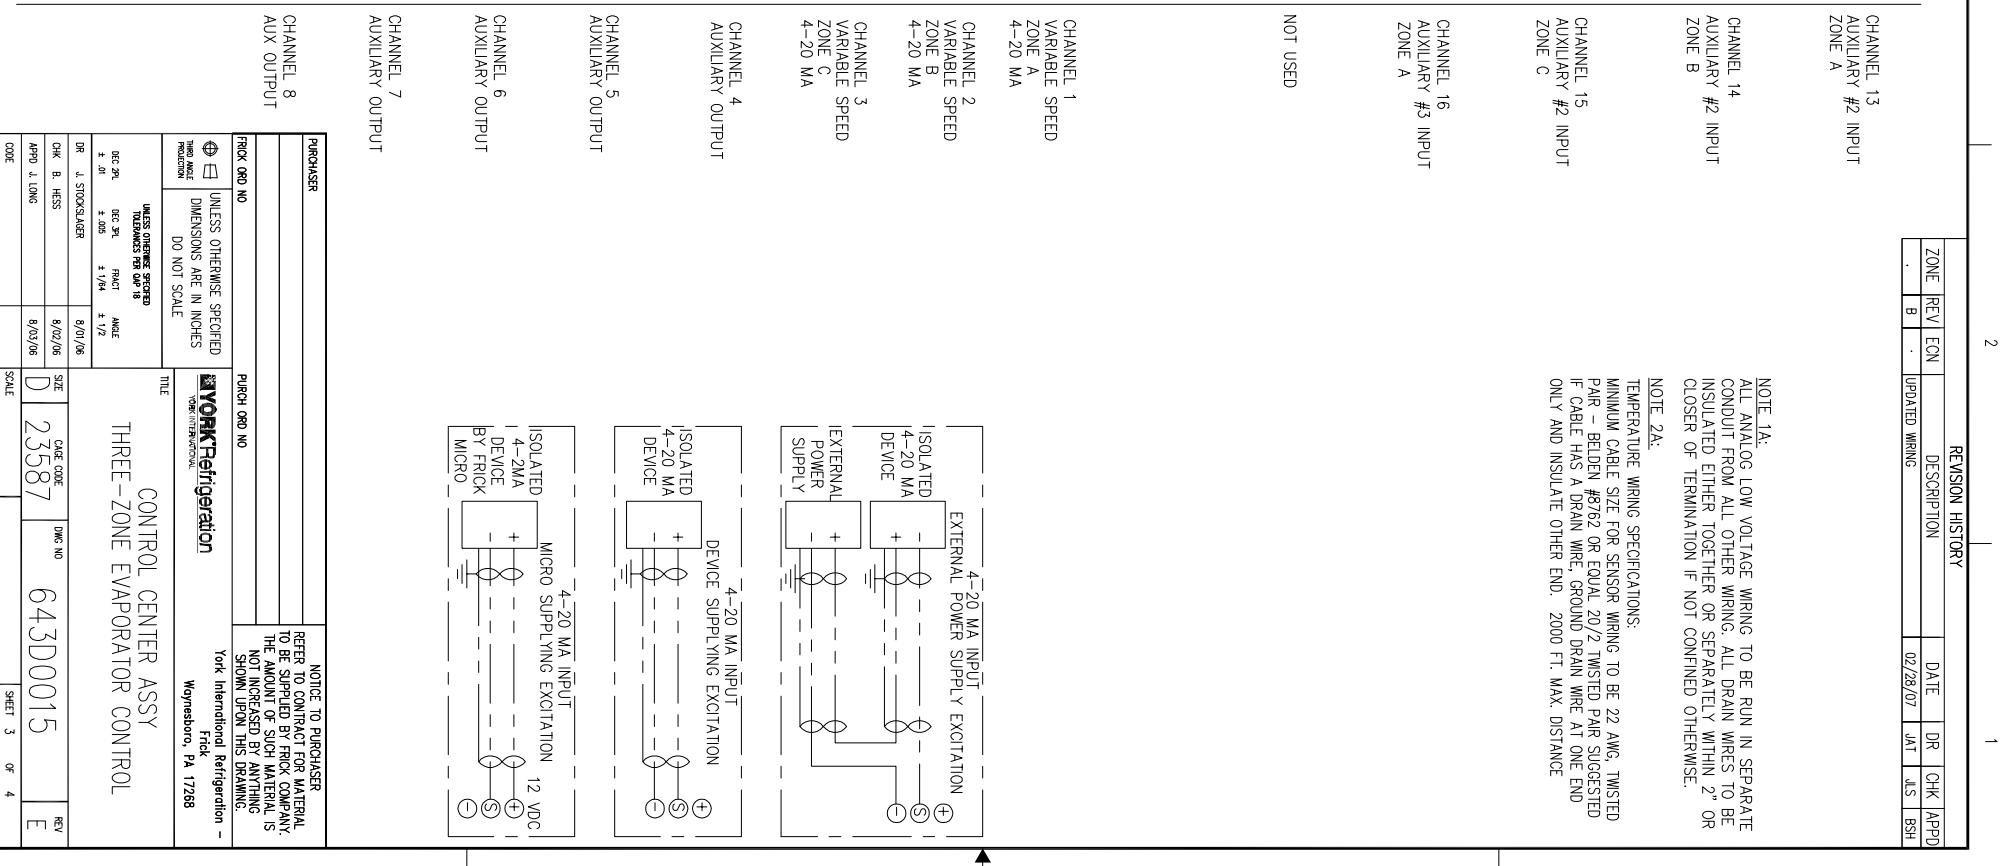 2
1
REVISION HISTORY
ZONE REV ECN DESCRIPTION DATE DR CHK APPD
. B . UPDATED WIRING 02/28/07 JAT JLS BSH
CHANNEL 13
AUXILIARY #2 INPUT
ZONE A
CHANNEL 14
AUXILIARY #2 INPUT
ZONE B
CHANNEL 15
AUXILIARY #2 INPUT
ZONE C
CHANNEL 16
AUXILIARY #3 INPUT
ZONE A
NOT USED
CHANNEL 1
VARIABLE SPEED
ZONE A
4-20 MA
CHANNEL 2
VARIABLE SPEED
ZONE B
4-20 MA
CHANNEL 3
VARIABLE SPEED
ZONE C
4-20 MA
CHANNEL 4
AUXILIARY OUTPUT
CHANNEL 5
AUXILIARY OUTPUT
CHANNEL 6
AUXILIARY OUTPUT
CHANNEL 7
AUXILIARY OUTPUT
CHANNEL 8
AUX OUTPUT
NOTE 1A:
ALL ANALOG LOW VOLTAGE WIRING TO BE RUN IN SEPARATE
CONDUIT FROM ALL OTHER WIRING. ALL DRAIN WIRES TO BE
INSULATED EITHER TOGETHER OR SEPARATELY WITHIN 2" OR
CLOSER OF TERMINATION IF NOT CONFINED OTHERWISE.
NOTE 2A:
TEMPERATURE WIRING SPECIFICATIONS:
MINIMUM CABLE SIZE FOR SENSOR WIRING TO BE 22 AWG, TWISTED
PAIR - BELDEN #8762 OR EQUAL 20/2 TWISTED PAIR SUGGESTED
IF CABLE HAS A DRAIN WIRE, GROUND DRAIN WIRE AT ONE END
ONLY AND INSULATE OTHER END. 2000 FT. MAX. DISTANCE
4-20 MA INPUT
EXTERNAL POWER SUPPLY EXCITATION
ISOLATED
4-20 MA
DEVICE
+
-
EXTERNAL
POWER
SUPPLY
+
-
+
S
-
4-20 MA INPUT
DEVICE SUPPLYING EXCITATION
ISOLATED
4-20 MA
DEVICE
+
-
+
S
-
4-20 MA INPUT
MICRO SUPPLYING EXCITATION
ISOLATED
4-2MA
DEVICE
BY FRICK
MICRO
+
-
12 VDC
+
S
-
PURCHASER
FRICK ORD NO
PURCH ORD NO
NOTICE TO PURCHASER
REFER TO CONTRACT FOR MATERIAL
TO BE SUPPLIED BY FRICK COMPANY.
THE AMOUNT OF SUCH MATERIAL IS
NOT INCREASED BY ANYTHING
SHOWN UPON THIS DRAWING.
THIRD ANGLE
PROJECTION
UNLESS OTHERWISE SPECIFIED
DIMENSIONS ARE IN INCHES
DO NOT SCALE
UNLESS OTHERWISE SPECIFIED
TOLERANCES PER QAP 18
DEC 2PL DEC 3PL FRACT ANGLE
± .01 ± .005 ± 1/64 ± 1/2
DR J. STOCKSLAGER 8/01/06
CHK B. HESS 8/02/06
APPD J. LONG 8/03/06
CODE
YORK Refrigeration
YORK INTERNATIONAL
York International Refrigeration -
Frick
Waynesboro, PA 17268
TITLE
CONTROL CENTER ASSY
THREE-ZONE EVAPORATOR CONTROL
SIZE CAGE CODE DWG NO REV
D 23587 643D0015 E
SCALE SHEET 3 OF 4